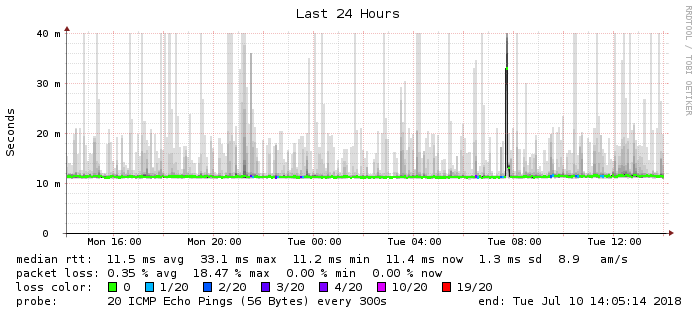 Last 24 Hours
RRDTOOL / TOBI OETIKER
Seconds
40 m
30 m
20 m
10 m
0
Mon 16:00 Mon 20:00 Tue 00:00 Tue 04:00 Tue 08:00 Tue 12:00
median rtt: 11.5 ms avg 33.1 ms max 11.2 ms min 11.4 ms now 1.3 ms sd 8.9 am/s
packet loss: 0.35 % avg 18.47 % max 0.00 % min 0.00 % now
loss color: 0 1/20 2/20 3/20 4/20 10/20 19/20
probe: 20 ICMP Echo Pings (56 Bytes) every 300s end: Tue Jul 10 14:05:14 2018